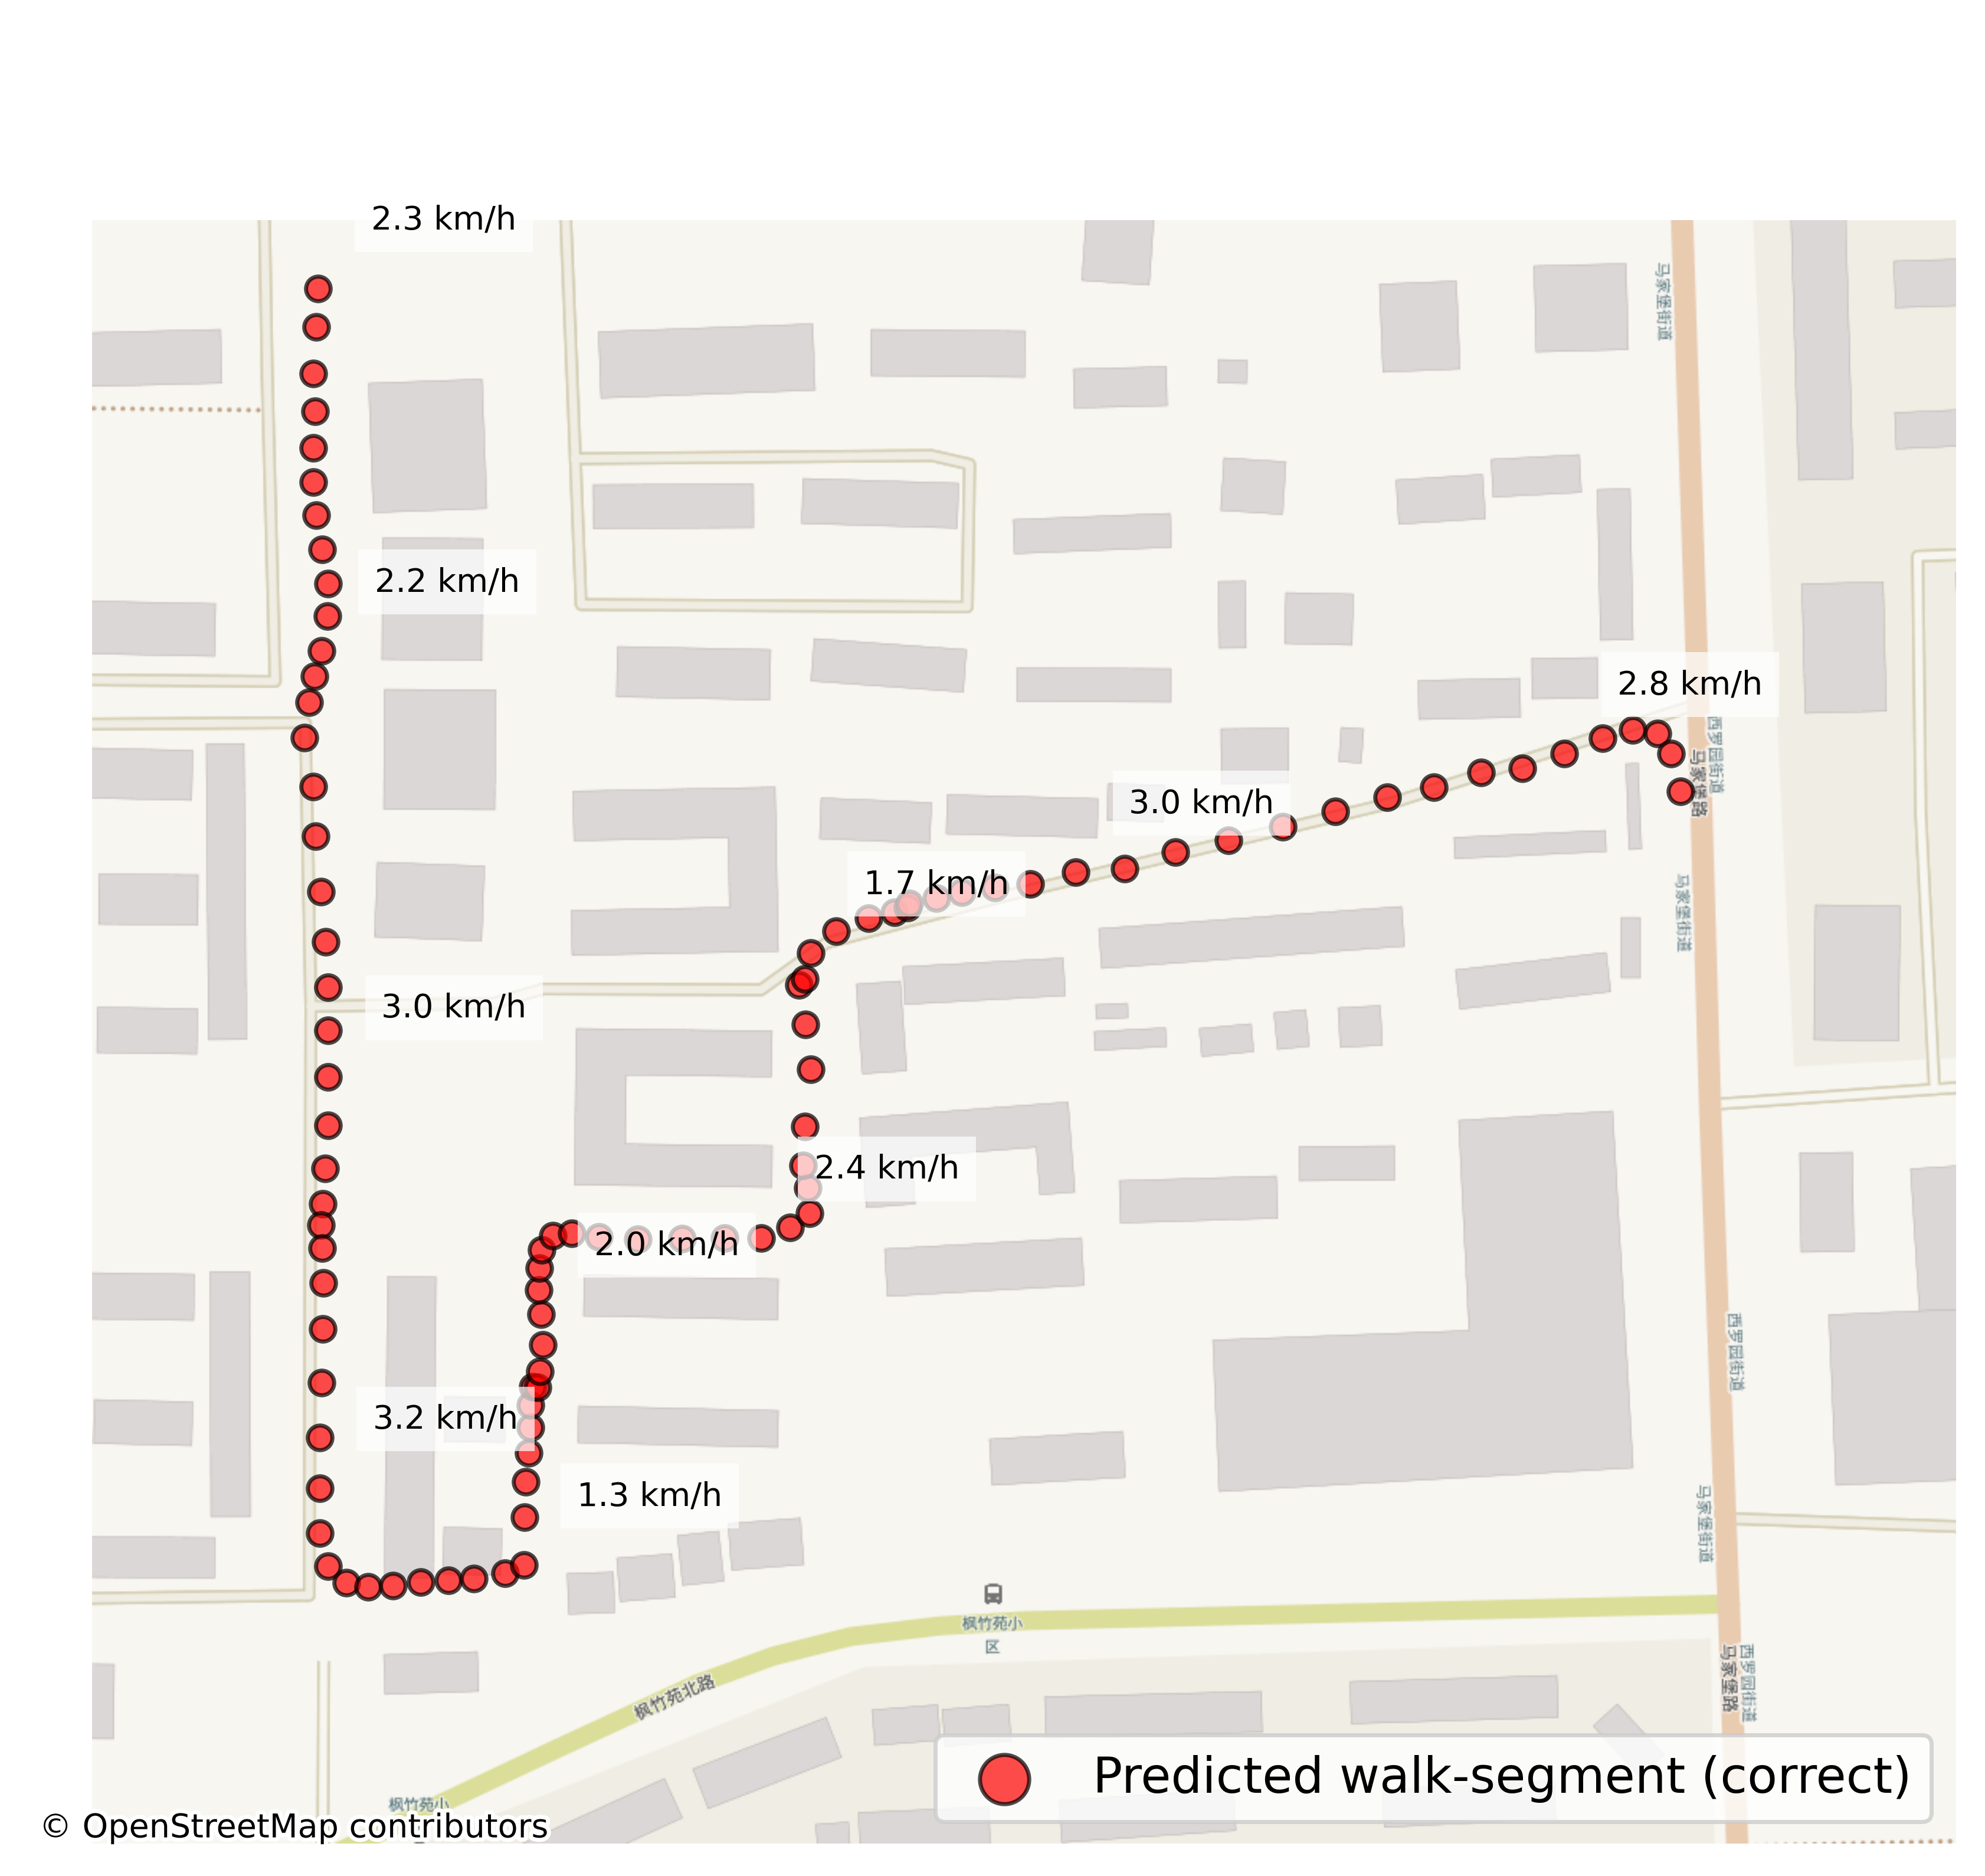 2.3 km/h
马家堡街道
2.2 km/h
2.8 km/h
西罗园街道
马家堡路
3.0 km/h
1.7 km/h
马家堡街道
3.0 km/h
2.4 km/h
2.0 km/h
西罗园街道
3.2 km/h
1.3 km/h
马家堡街道
枫竹苑小
区
西罗园街道
马家堡路
枫竹苑北路
Predicted walk-segment (correct)
枫竹苑小
© OpenStreetMap contributors